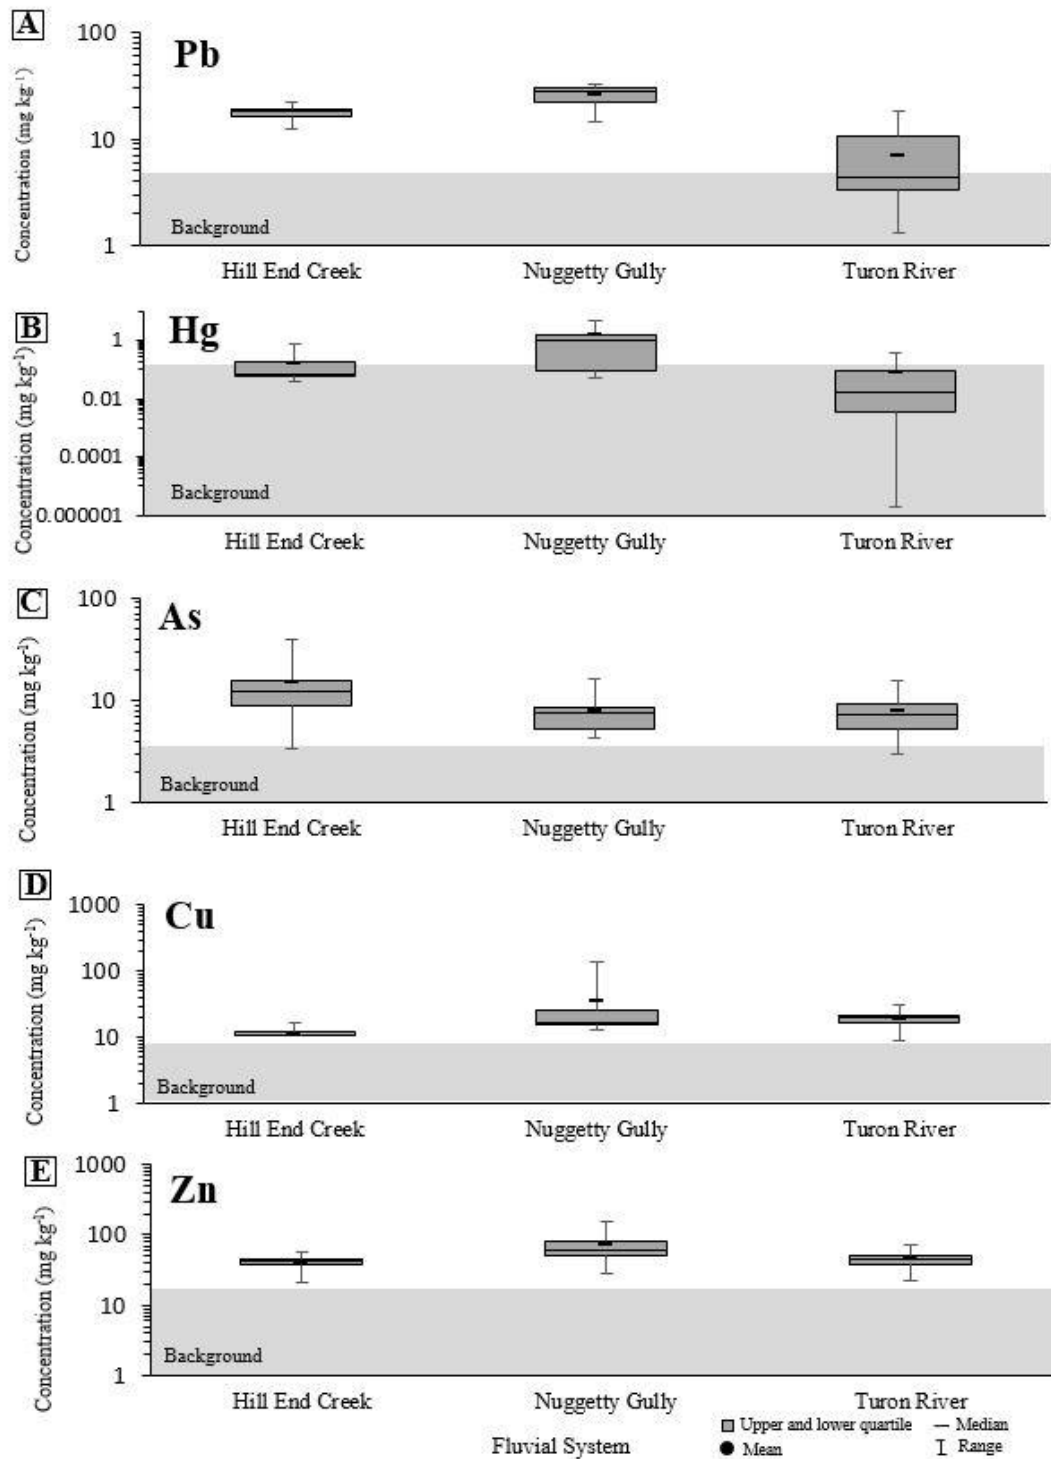 A
Pb
Concentration (mg kg-1)
100
10
1
Background
Hill End Creek Nuggetty Gully Turon River
B
Hg
Concentration (mg kg-1)
1
0.01
0.0001
0.000001
Background
Hill End Creek Nuggetty Gully Turon River
C
As
Concentration (mg kg-1)
100
10
1
Background
Hill End Creek Nuggetty Gully Turon River
D
Cu
Concentration (mg kg-1)
1000
100
10
1
Background
Hill End Creek Nuggetty Gully Turon River
E
Zn
Concentration (mg kg-1)
1000
100
10
1
Background
Hill End Creek Nuggetty Gully Turon River
Fluvial System
Upper and lower quartile Median
Mean Range